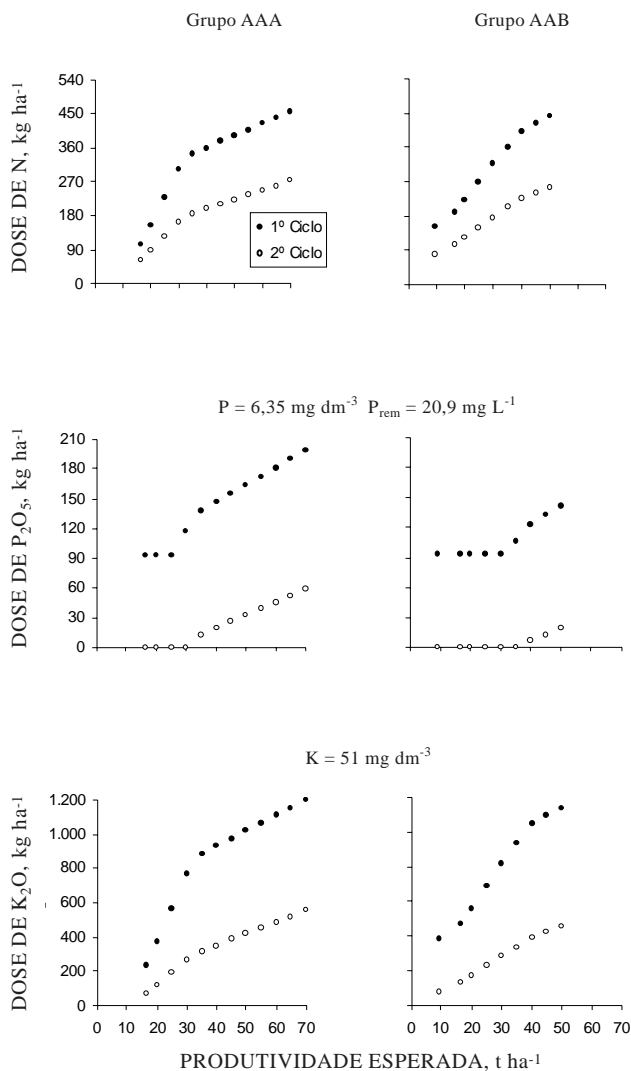 Grupo AAA Grupo AAB
DOSE DE N, kg ha⁻¹
540
450
360
270
180
90
0
1º Ciclo
2º Ciclo
P = 6,35 mg dm⁻³ Pᵣₑₘ = 20,9 mg L⁻¹
DOSE DE P₂O₅, kg ha⁻¹
210
180
150
120
90
60
30
0
K = 51 mg dm⁻³
DOSE DE K₂O, kg ha⁻¹
1.200
1.000
800
600
400
200
0
0 10 20 30 40 50 60 70 0 10 20 30 40 50 60 70
PRODUTIVIDADE ESPERADA, t ha⁻¹